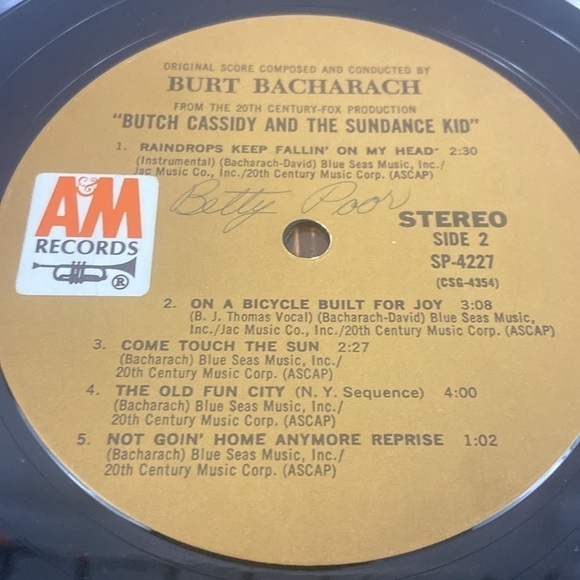 ORIGINAL SCORE COMPOSED AND CONDUCTED BY
BURT BACHARACH
FROM THE 20TH CENTURY-FOX PRODUCTION
"BUTCH CASSIDY AND THE SUNDANCE KID"
1. RAINDROPS KEEP FALLIN' ON MY HEAD" 2:30
(Instrumental) (Bacharach-David) Blue Seas Music, Inc./
Jac Music Co., Inc./20th Century Music Corp. (ASCAP)
Betty Poor
A&M
RECORDS
®
STEREO
SIDE 2
SP-4227
(CSG-4354)
2. ON A BICYCLE BUILT FOR JOY 3:08
(B. J. Thomas Vocal) (Bacharach-David) Blue Seas Music,
Inc./Jac Music Co., Inc./20th Century Music Corp. (ASCAP)
3. COME TOUCH THE SUN 2:27
(Bacharach) Blue Seas Music, Inc./
20th Century Music Corp. (ASCAP)
4. THE OLD FUN CITY (N. Y. Sequence) 4:00
(Bacharach) Blue Seas Music, Inc./
20th Century Music Corp. (ASCAP)
5. NOT GOIN' HOME ANYMORE REPRISE 1:02
(Bacharach) Blue Seas Music, Inc./
20th Century Music Corp. (ASCAP)